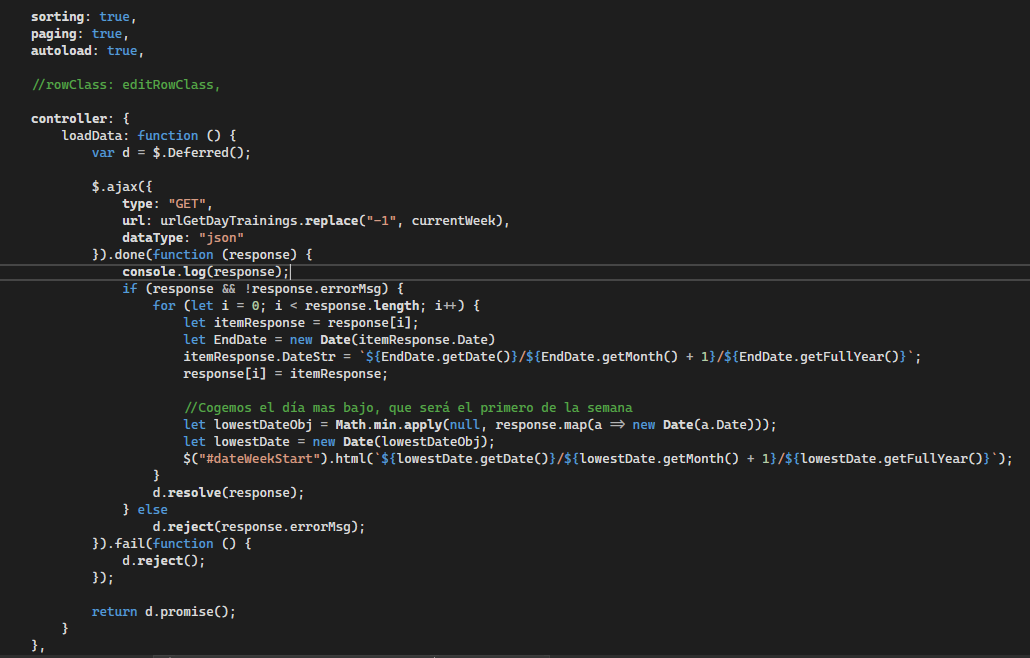 sorting: true,
paging: true,
autoload: true,
//rowClass: editRowClass,
controller: {
loadData: function () {
var d = $.Deferred();
$.ajax({
type: "GET",
url: urlGetDayTrainings.replace("-1", currentWeek),
dataType: "json"
}).done(function (response) {
console.log(response);
if (response && !response.errorMsg) {
for (let i = 0; i < response.length; i++) {
let itemResponse = response[i];
let EndDate = new Date(itemResponse.Date)
itemResponse.DateStr = `${EndDate.getDate()}/${EndDate.getMonth() + 1}/${EndDate.getFullYear()}`;
response[i] = itemResponse;
//Cogemos el día mas bajo, que será el primero de la semana
let lowestDateObj = Math.min.apply(null, response.map(a => new Date(a.Date)));
let lowestDate = new Date(lowestDateObj);
$("#dateWeekStart").html(`${lowestDate.getDate()}/${lowestDate.getMonth() + 1}/${lowestDate.getFullYear()}`);
}
d.resolve(response);
} else
d.reject(response.errorMsg);
}).fail(function () {
d.reject();
});
return d.promise();
}
},